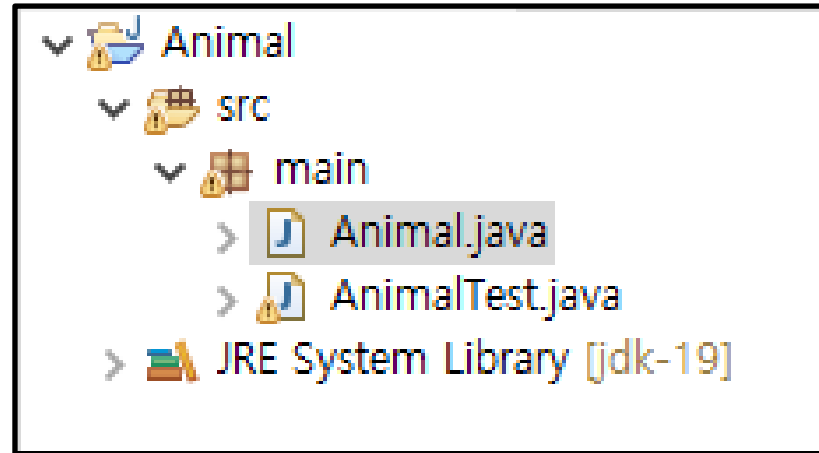 Animal
src
main
Animal.java
AnimalTest.java
JRE System Library [jdk-19]